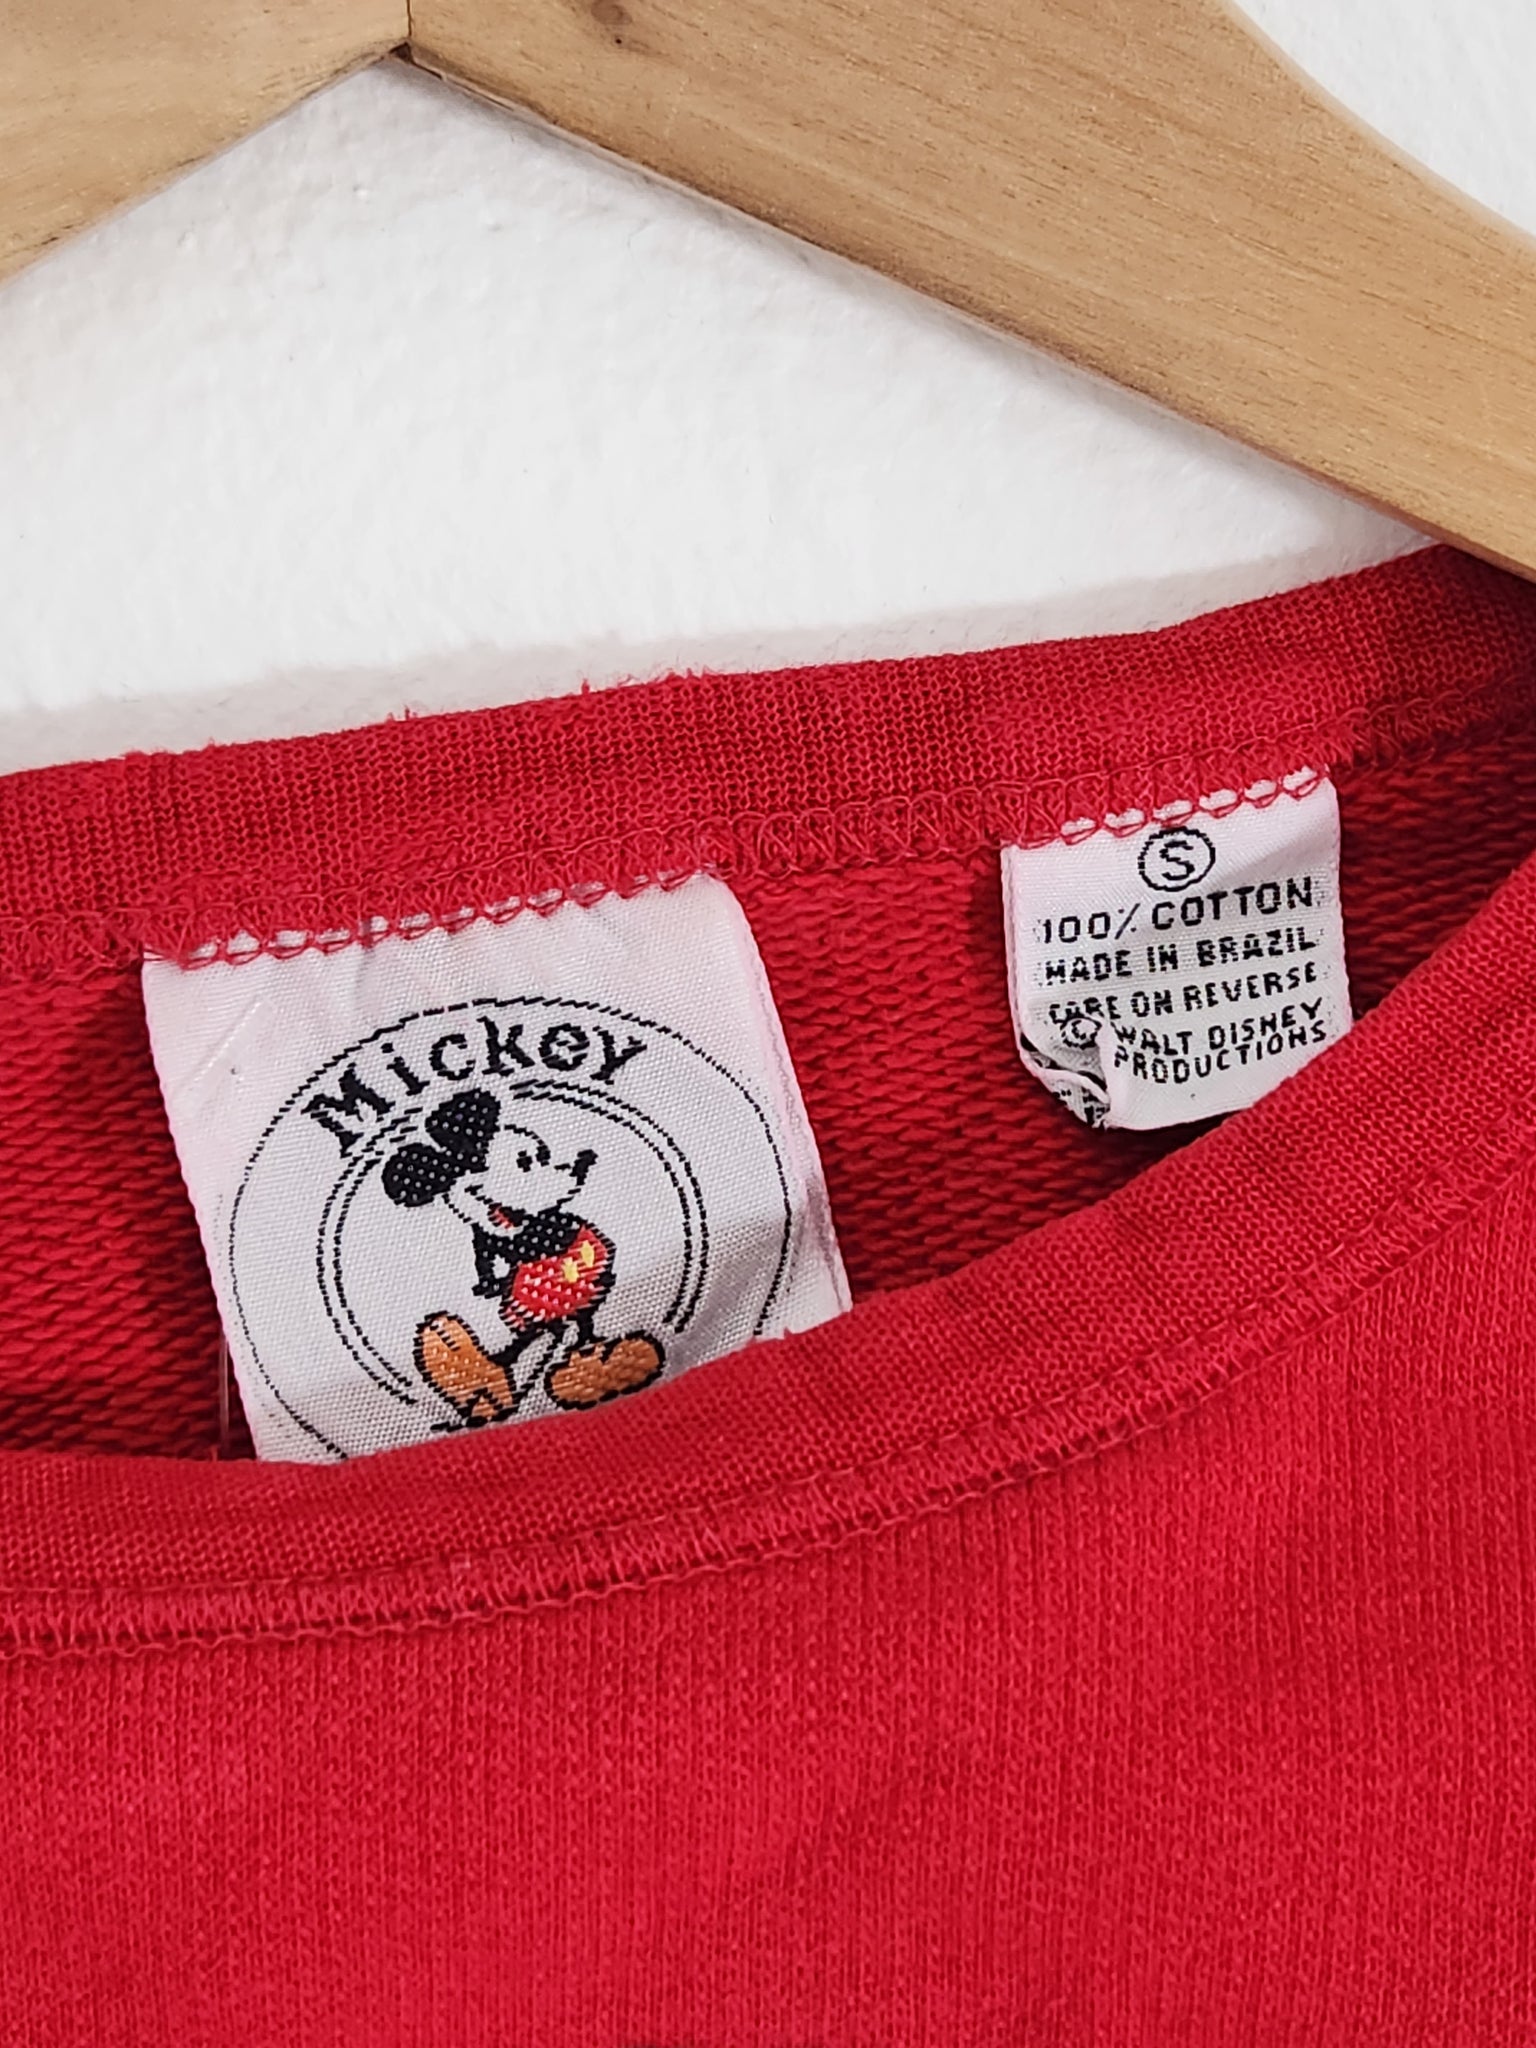 Mickey
S
100% COTTON
MADE IN BRAZIL
CARE ON REVERSE
© WALT DISNEY
PRODUCTIONS